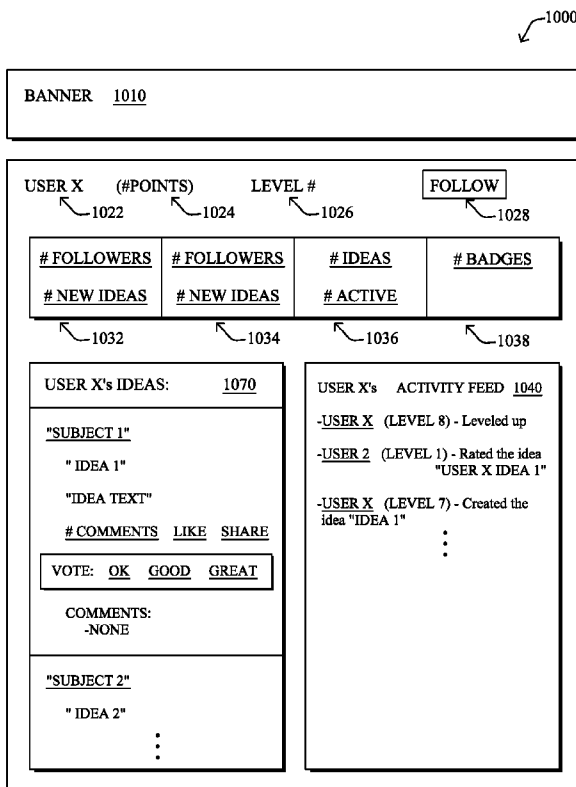 1000
BANNER 1010
USER X (#POINTS) LEVEL # FOLLOW
1022 1024 1026 1028
# FOLLOWERS # FOLLOWERS # IDEAS # BADGES
# NEW IDEAS # NEW IDEAS # ACTIVE
1032 1034 1036 1038
USER X's IDEAS: 1070
"SUBJECT 1"
" IDEA 1"
"IDEA TEXT"
# COMMENTS LIKE SHARE
VOTE: OK GOOD GREAT
COMMENTS:
-NONE
"SUBJECT 2"
" IDEA 2"
USER X's ACTIVITY FEED 1040
-USER X (LEVEL 8) - Leveled up
-USER 2 (LEVEL 1) - Rated the idea
"USER X IDEA 1"
-USER X (LEVEL 7) - Created the
idea "IDEA 1"